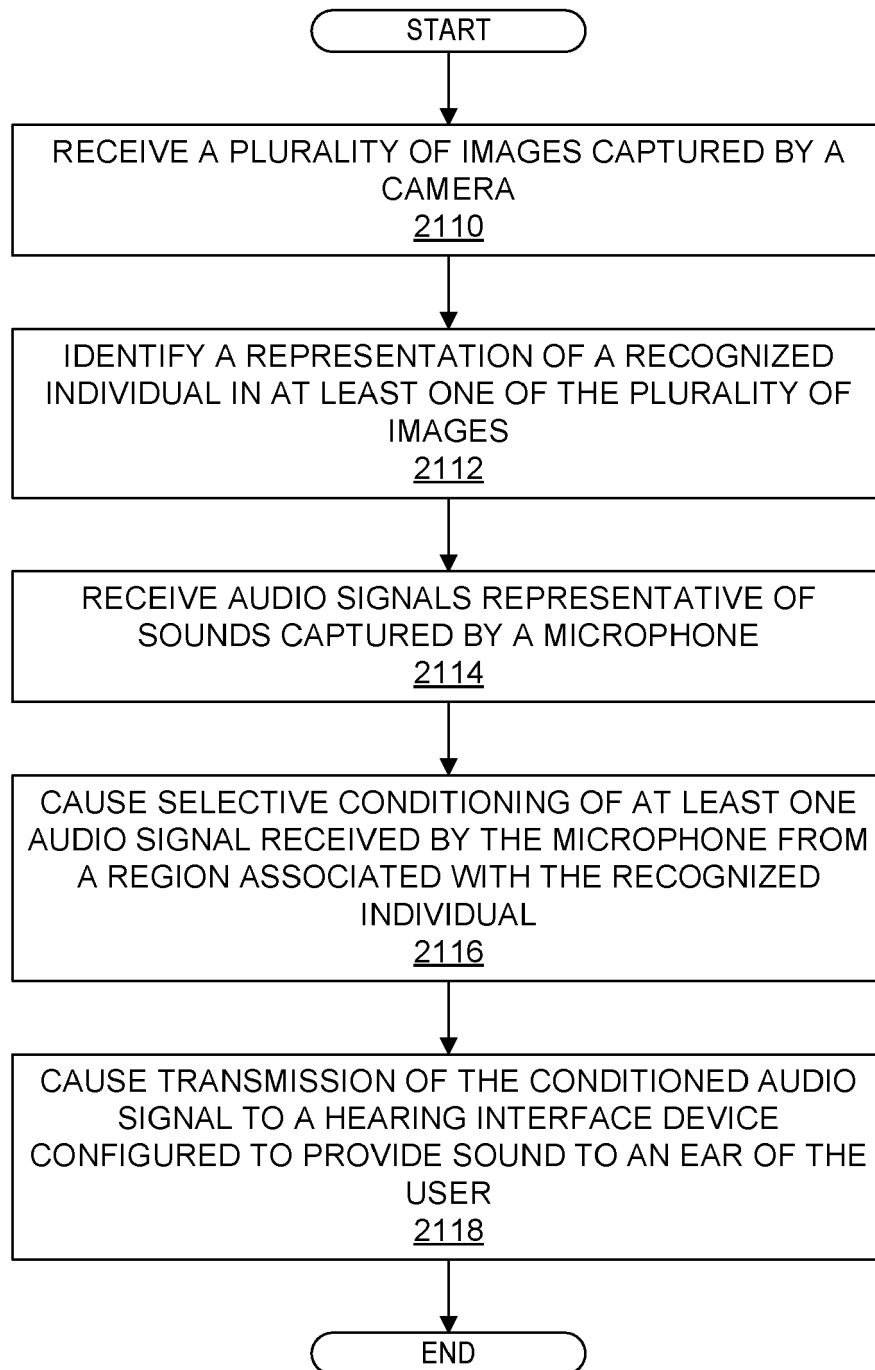 START
RECEIVE A PLURALITY OF IMAGES CAPTURED BY A
CAMERA
2110
IDENTIFY A REPRESENTATION OF A RECOGNIZED
INDIVIDUAL IN AT LEAST ONE OF THE PLURALITY OF
IMAGES
2112
RECEIVE AUDIO SIGNALS REPRESENTATIVE OF
SOUNDS CAPTURED BY A MICROPHONE
2114
CAUSE SELECTIVE CONDITIONING OF AT LEAST ONE
AUDIO SIGNAL RECEIVED BY THE MICROPHONE FROM
A REGION ASSOCIATED WITH THE RECOGNIZED
INDIVIDUAL
2116
CAUSE TRANSMISSION OF THE CONDITIONED AUDIO
SIGNAL TO A HEARING INTERFACE DEVICE
CONFIGURED TO PROVIDE SOUND TO AN EAR OF THE
USER
2118
END